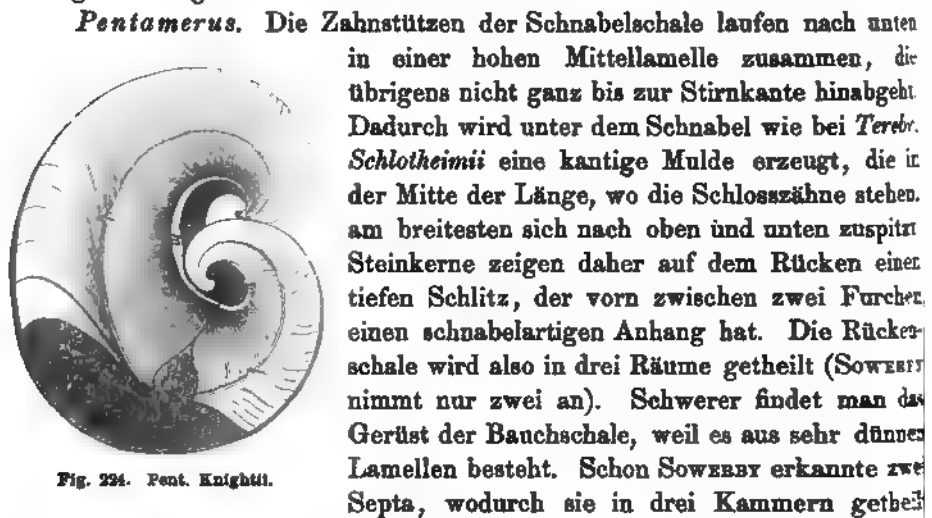 Pentamerus. Die Zahnstützen der Schnabelschale laufen nach unten
in einer hohen Mittellamelle zusammen, die
übrigens nicht ganz bis zur Stirnkante hinabgeht.
Dadurch wird unter dem Schnabel wie bei Terebr.
Schlotheimii eine kantige Mulde erzeugt, die in
der Mitte der Länge, wo die Schlosszähne stehen,
am breitesten sich nach oben und unten zuspitzt
Steinkerne zeigen daher auf dem Rücken einen
tiefen Schlitz, der vorn zwischen zwei Furchen,
einen schnabelartigen Anhang hat. Die Rücken-
schale wird also in drei Räume getheilt (Sowerby
nimmt nur zwei an). Schwerer findet man das
Gerüst der Bauchschale, weil es aus sehr dünnen
Lamellen besteht. Schon Sowerby erkannte zwei
Septa, wodurch sie in drei Kammern getheilt
Fig. 224. Pent. Knightii.